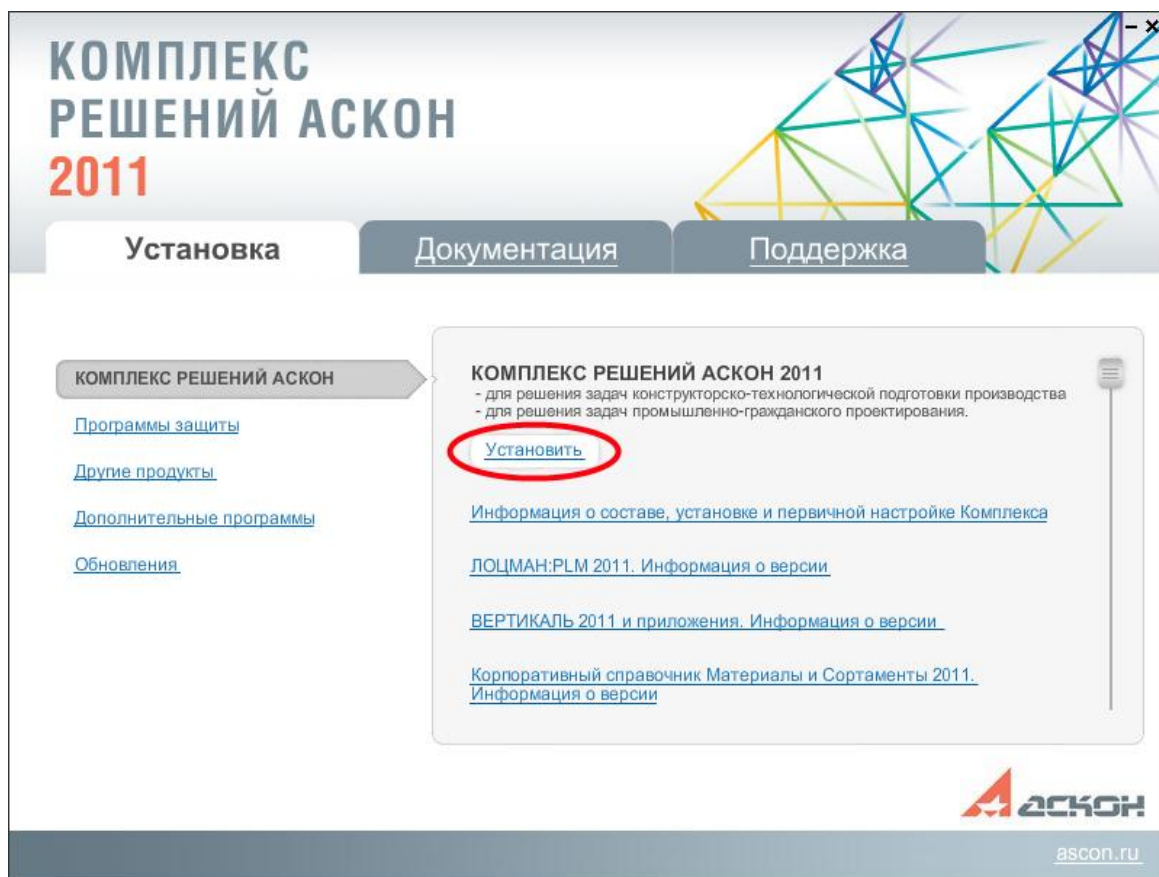 КОМПЛЕКС
РЕШЕНИЙ АСКОН
2011
Установка
Документация
Поддержка
КОМПЛЕКС РЕШЕНИЙ АСКОН
Программы защиты
Другие продукты
Дополнительные программы
Обновления
КОМПЛЕКС РЕШЕНИЙ АСКОН 2011
- для решения задач конструкторско-технологической подготовки производства
- для решения задач промышленно-гражданского проектирования.
Установить
Информация о составе, установке и первичной настройке Комплекса
ЛОЦМАН:PLM 2011. Информация о версии
ВЕРТИКАЛЬ 2011 и приложения. Информация о версии
Корпоративный справочник Материалы и Сортаменты 2011.
Информация о версии
АСКОН
ascon.ru